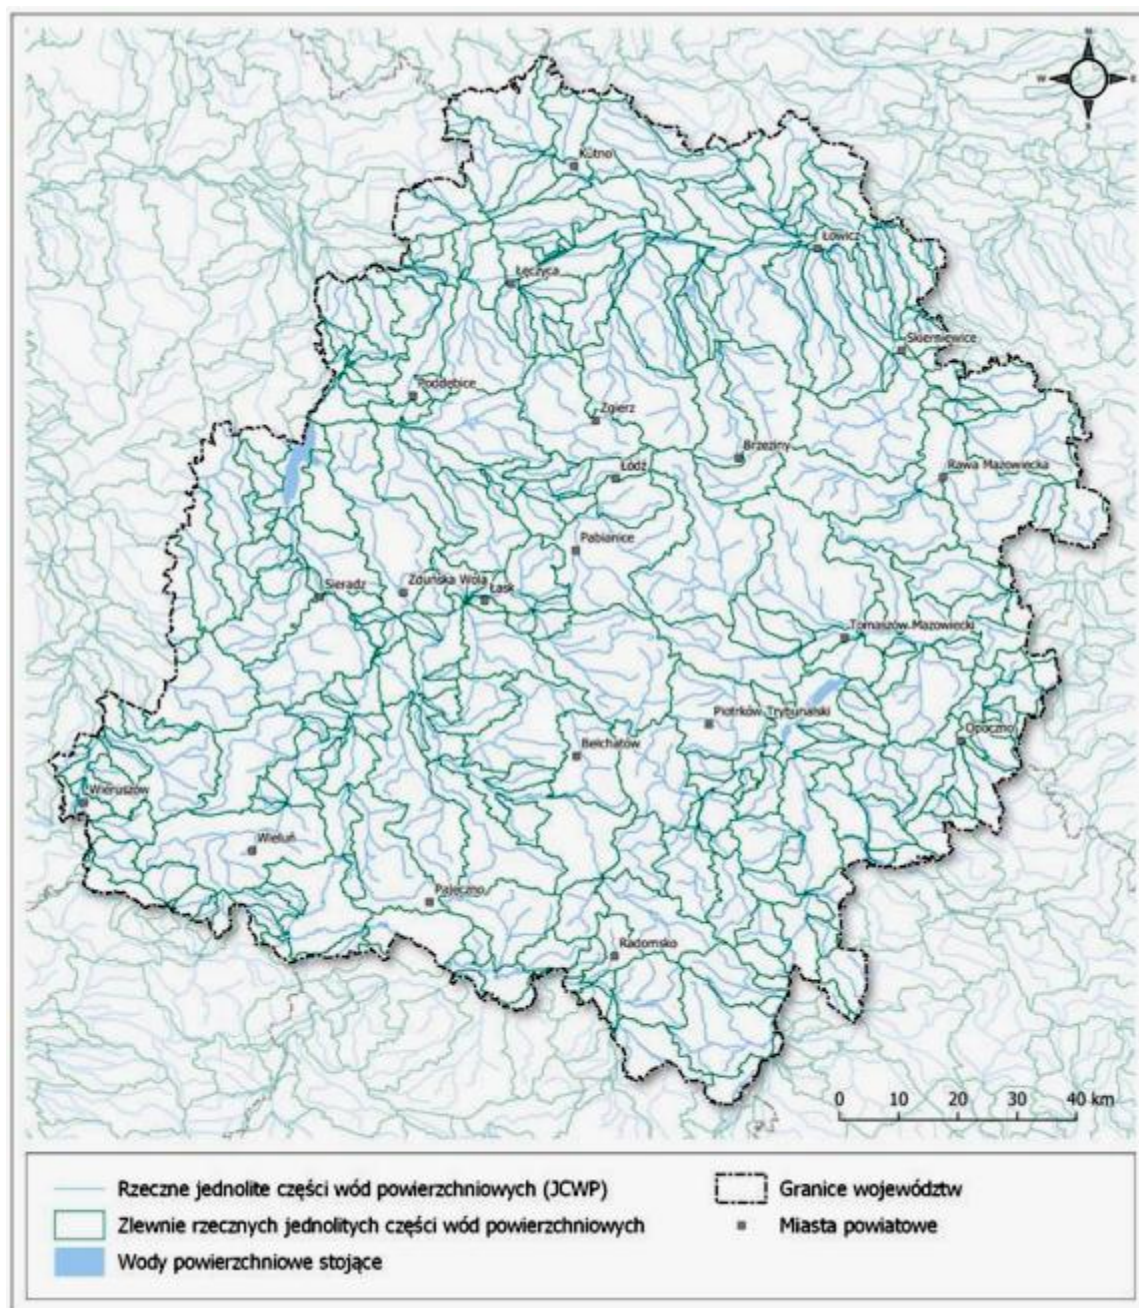 N
W
E
S
Kutno
Łowicz
Łęczyca
Skierniewice
Poddębice
Zgierz
Brzeziny
Łódź
Rawa Mazowiecka
Pabianice
Sieradz
Zduńska Wola
Łask
Tomaszów Mazowiecki
Piotrków Trybunalski
Opoczno
Bełchatów
Wieruszów
Wieluń
Pajęczno
Radomsko
0 10 20 30 40 km
Rzeczne jednolite części wód powierzchniowych (JCWP)
Granice województw
Zlewnie rzecznych jednolitych części wód powierzchniowych
Miasta powiatowe
Wody powierzchniowe stojące